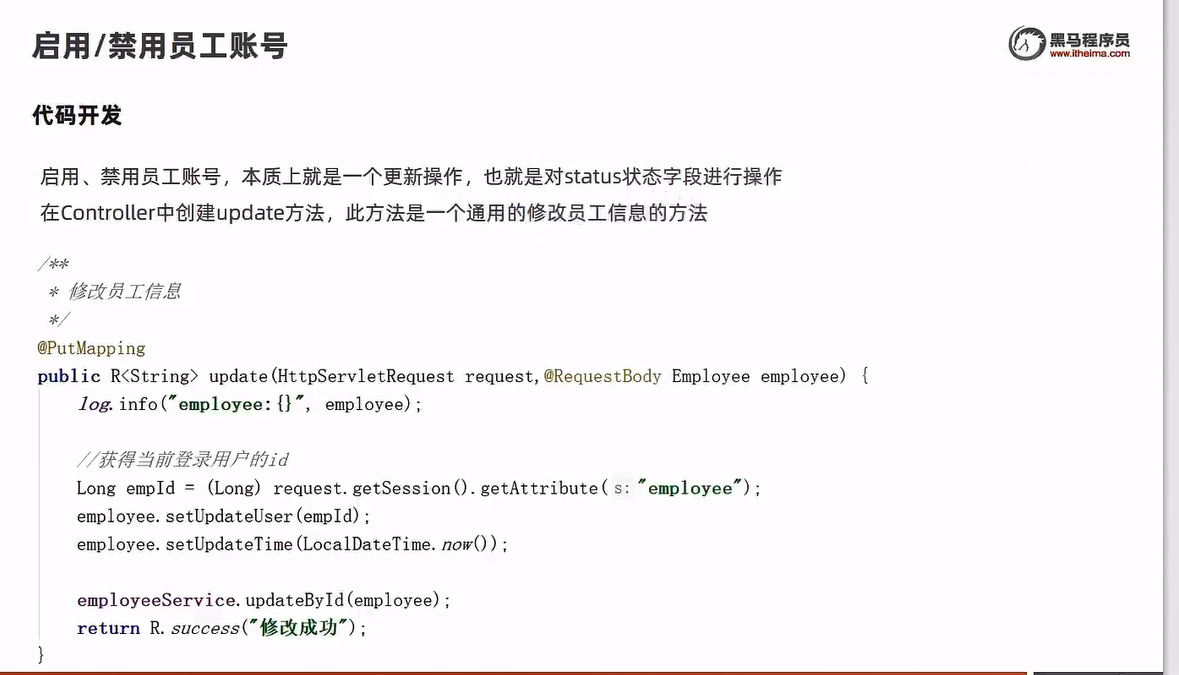 启用/禁用员工账号
黑马程序员
www.itheima.com
代码开发
启用、禁用员工账号，本质上就是一个更新操作，也就是对status状态字段进行操作
在Controller中创建update方法，此方法是一个通用的修改员工信息的方法
/**
 * 修改员工信息
 */
@PutMapping
public R<String> update(HttpServletRequest request,@RequestBody Employee employee) {
    log.info("employee:{}", employee);
    //获得当前登录用户的id
    Long empId = (Long) request.getSession().getAttribute( s: "employee");
    employee.setUpdateUser(empId);
    employee.setUpdateTime(LocalDateTime.now());
    employeeService.updateById(employee);
    return R.success("修改成功");
}